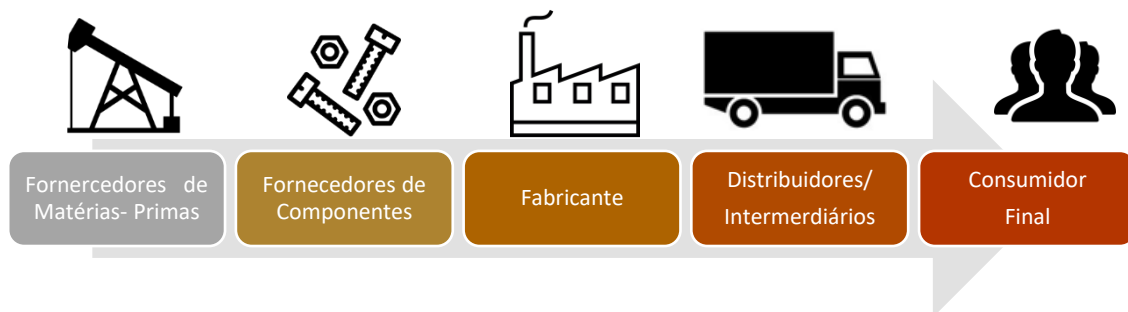 Fornercedores de
Matérias- Primas
Fornecedores de
Componentes
Fabricante
Distribuidores/
Intermerdiários
Consumidor
Final